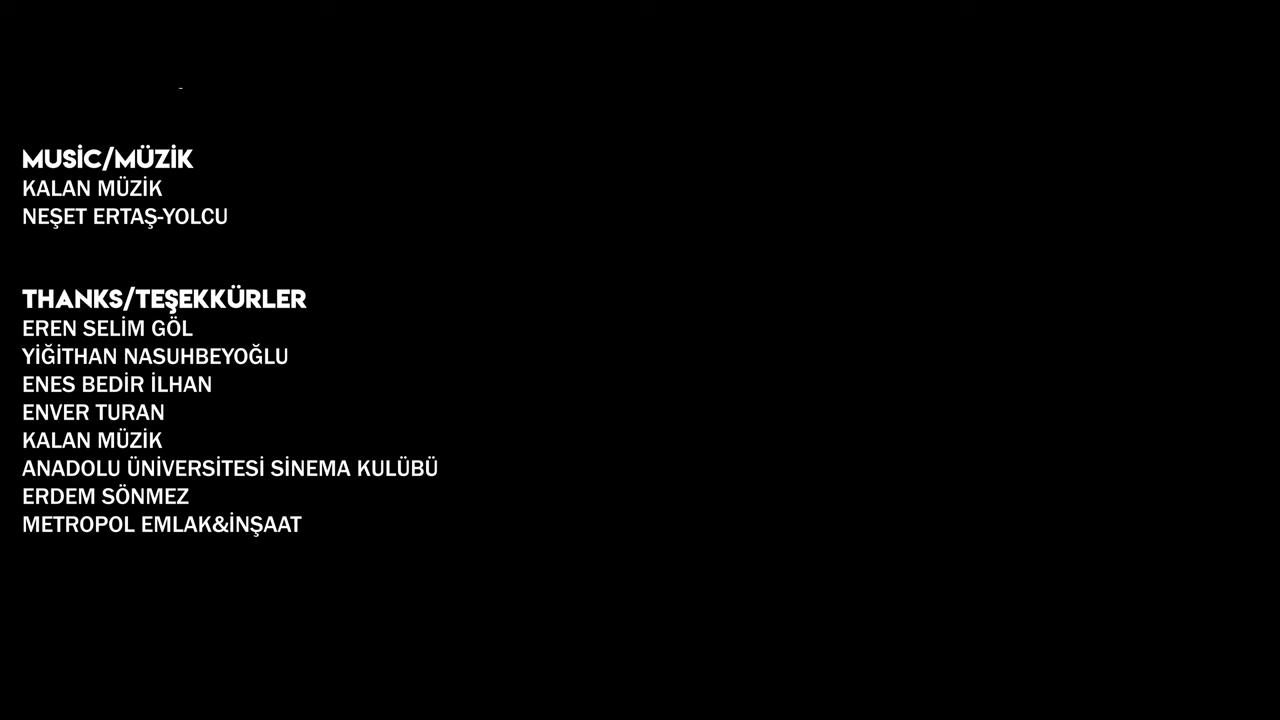 MUSİC/MÜZİK
KALAN MÜZİK
NEŞET ERTAŞ-YOLCU
THANKS/TEŞEKKÜRLER
EREN SELİM GÖL
YİĞİTHAN NASUHBEYOĞLU
ENES BEDİR İLHAN
ENVER TURAN
KALAN MÜZİK
ANADOLU ÜNİVERSİTESİ SİNEMA KULÜBÜ
ERDEM SÖNMEZ
METROPOL EMLAK&İNŞAAT